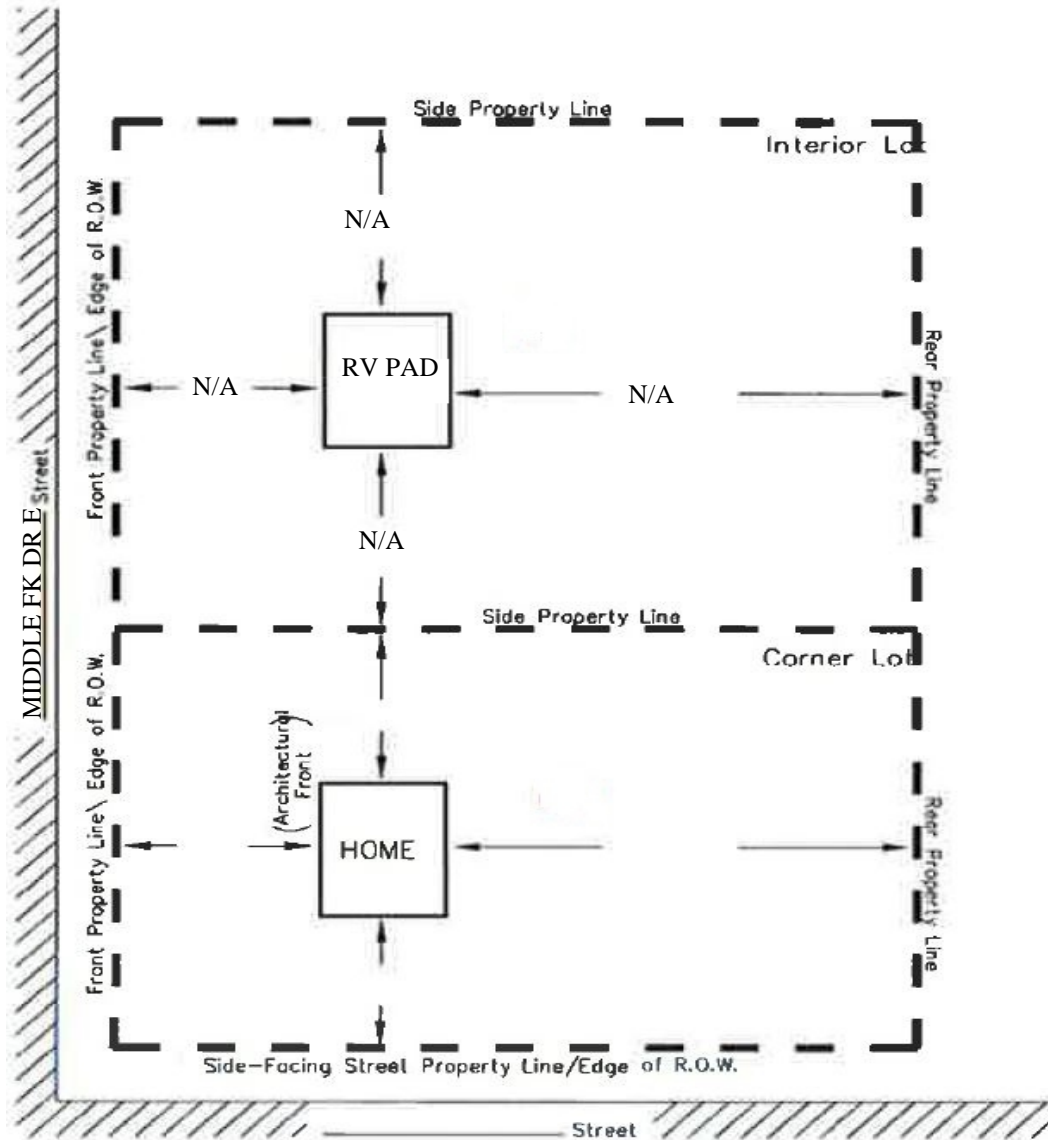 Side Property Line
Interior Lot
Front Property Line\ Edge of R.O.W.
N/A
RV PAD
N/A
N/A
Rear Property Line
N/A
MIDDLE FK DR E Street
Side Property Line
Corner Lot
Front Property Line\ Edge of R.O.W.
(Architectural
Front)
HOME
Rear Property Line
Side-Facing Street Property Line/Edge of R.O.W.
Street